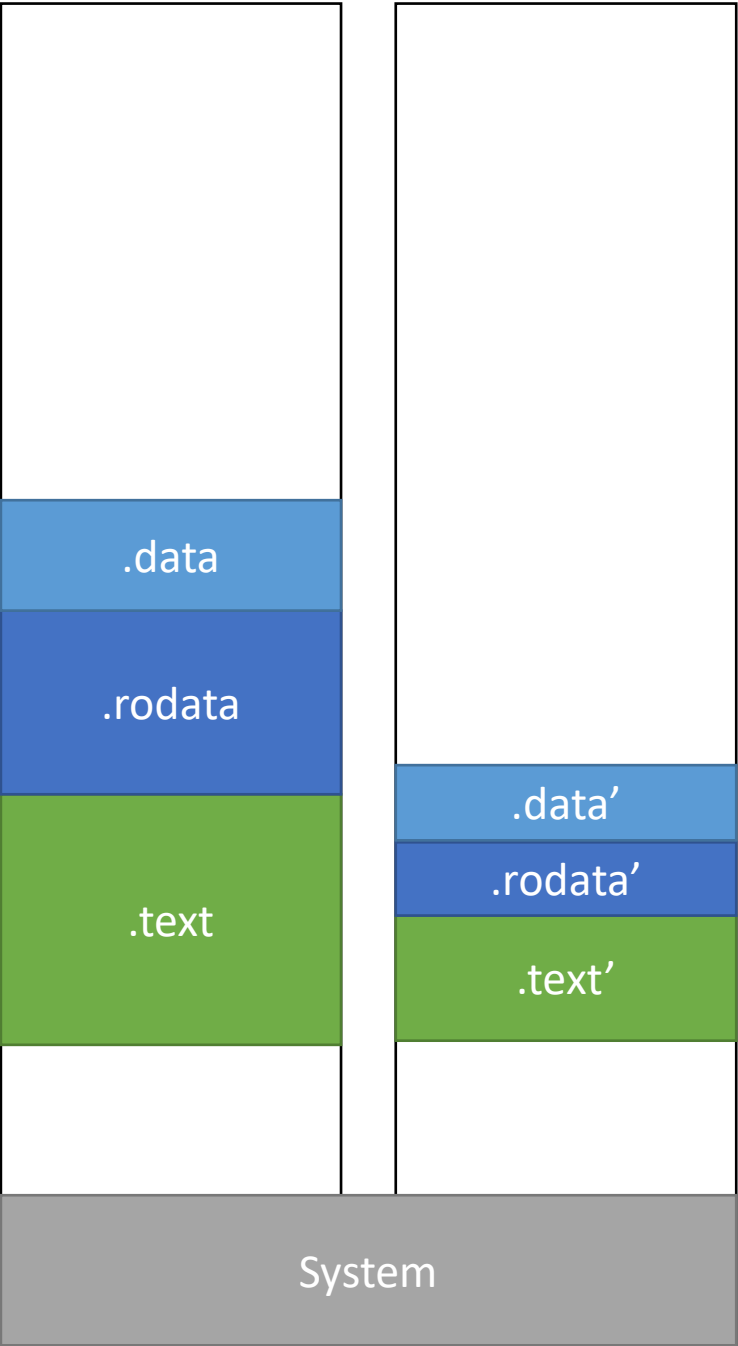 .data
.rodata
.text
.data’
.rodata’
.text’
System